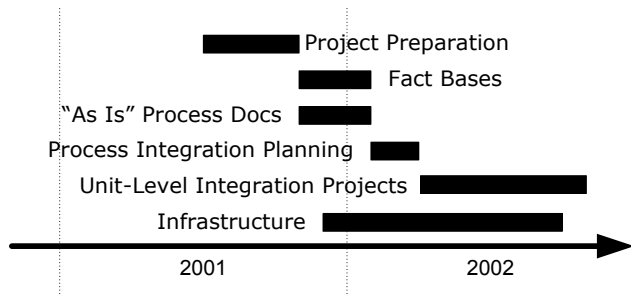 Project Preparation
Fact Bases
“As Is” Process Docs
Process Integration Planning
Unit-Level Integration Projects
Infrastructure
2001 2002